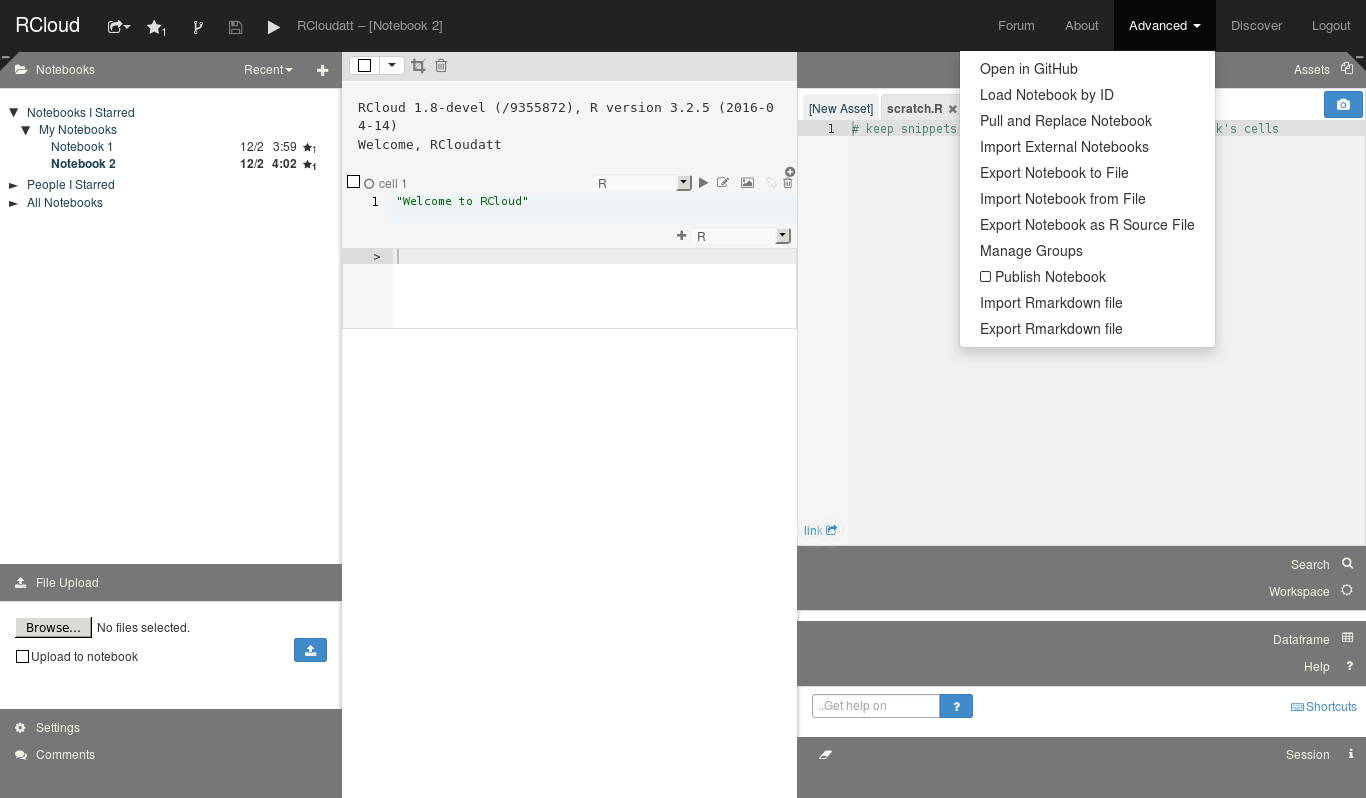 RCloud
1
RCloudatt – [Notebook 2]
Forum
About
Advanced
Discover
Logout
Notebooks
Recent
Notebooks I Starred
My Notebooks
Notebook 1 12/2 3:59 1
Notebook 2 12/2 4:02 1
People I Starred
All Notebooks
File Upload
Browse... No files selected.
Upload to notebook
Settings
Comments
RCloud 1.8-devel (/9355872), R version 3.2.5 (2016-0
4-14)
Welcome, RCloudatt
cell 1 R
1 "Welcome to RCloud"
R
>
Open in GitHub
Load Notebook by ID
Pull and Replace Notebook
Import External Notebooks
Export Notebook to File
Import Notebook from File
Export Notebook as R Source File
Manage Groups
Publish Notebook
Import Rmarkdown file
Export Rmarkdown file
Assets
[New Asset] scratch.R
1 # keep snippets k's cells
link
Search
Workspace
Dataframe
Help ?
..Get help on ? Shortcuts
Session i